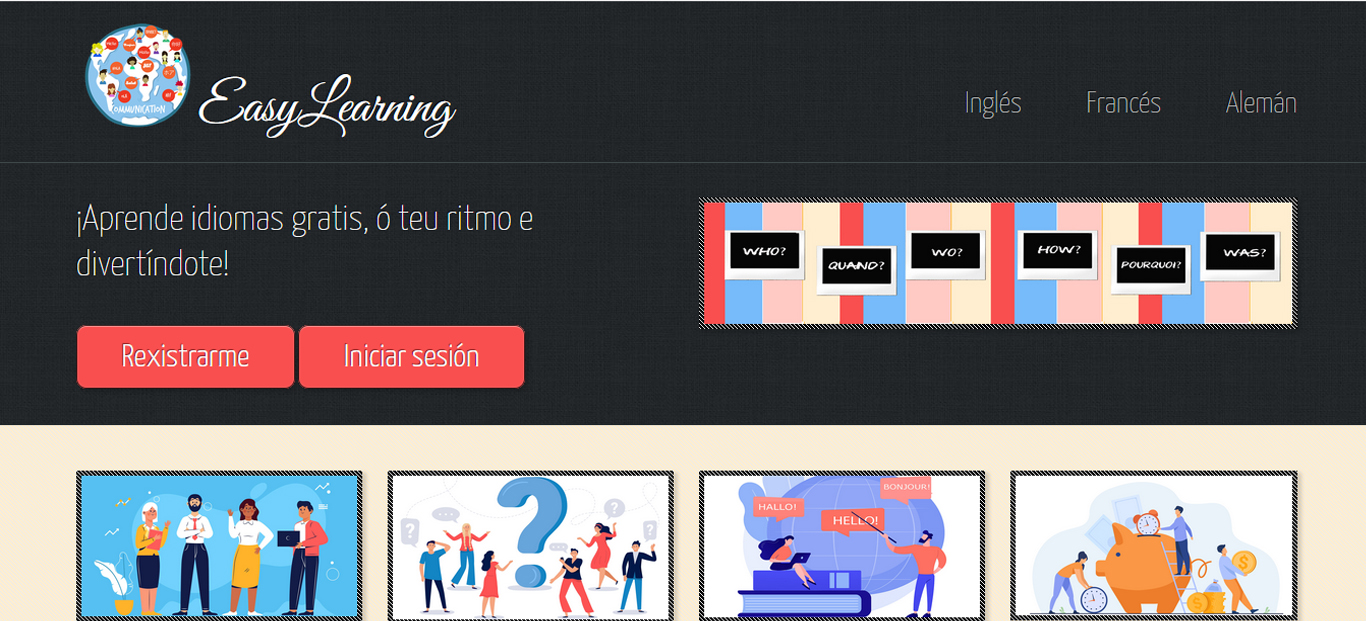 COMMUNICATION
EasyLearning
Inglés Francés Alemán
¡Aprende idiomas gratis, ó teu ritmo e
divertíndote!
WHO? QUAND? WO? HOW? POURQUOI? WAS?
Rexistrarme Iniciar sesión
BONJOUR!
HALLO!
HELLO!